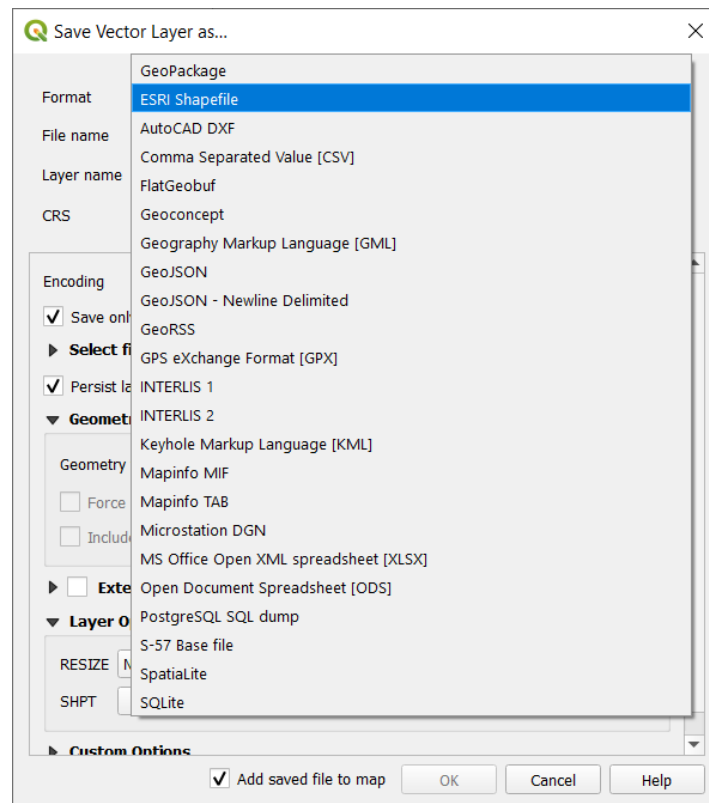 Save Vector Layer as...
Format
GeoPackage
ESRI Shapefile
File name
AutoCAD DXF
Comma Separated Value [CSV]
Layer name
FlatGeobuf
CRS
Geoconcept
Geography Markup Language [GML]
Encoding
GeoJSON
GeoJSON - Newline Delimited
Save onl
GeoRSS
Select fi
GPS eXchange Format [GPX]
Persist la
INTERLIS 1
Geomet
INTERLIS 2
Keyhole Markup Language [KML]
Geometry
Mapinfo MIF
Force
Mapinfo TAB
Microstation DGN
Includ
MS Office Open XML spreadsheet [XLSX]
Exte
Open Document Spreadsheet [ODS]
Layer O
PostgreSQL SQL dump
S-57 Base file
RESIZE N
SpatiaLite
SHPT
SQLite
Custom Options
Add saved file to map OK Cancel Help